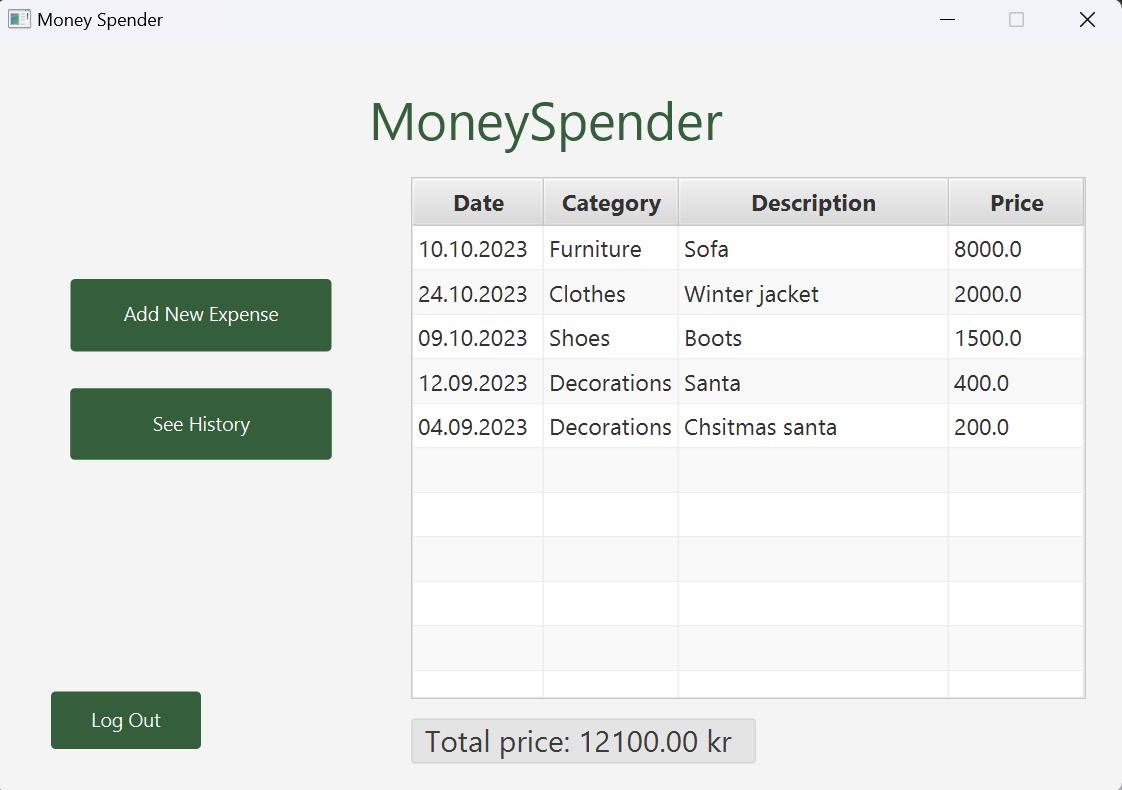 Money Spender
MoneySpender
Date Category Description Price
10.10.2023 Furniture Sofa 8000.0
24.10.2023 Clothes Winter jacket 2000.0
09.10.2023 Shoes Boots 1500.0
12.09.2023 Decorations Santa 400.0
04.09.2023 Decorations Chsitmas santa 200.0
Add New Expense
See History
Log Out
Total price: 12100.00 kr